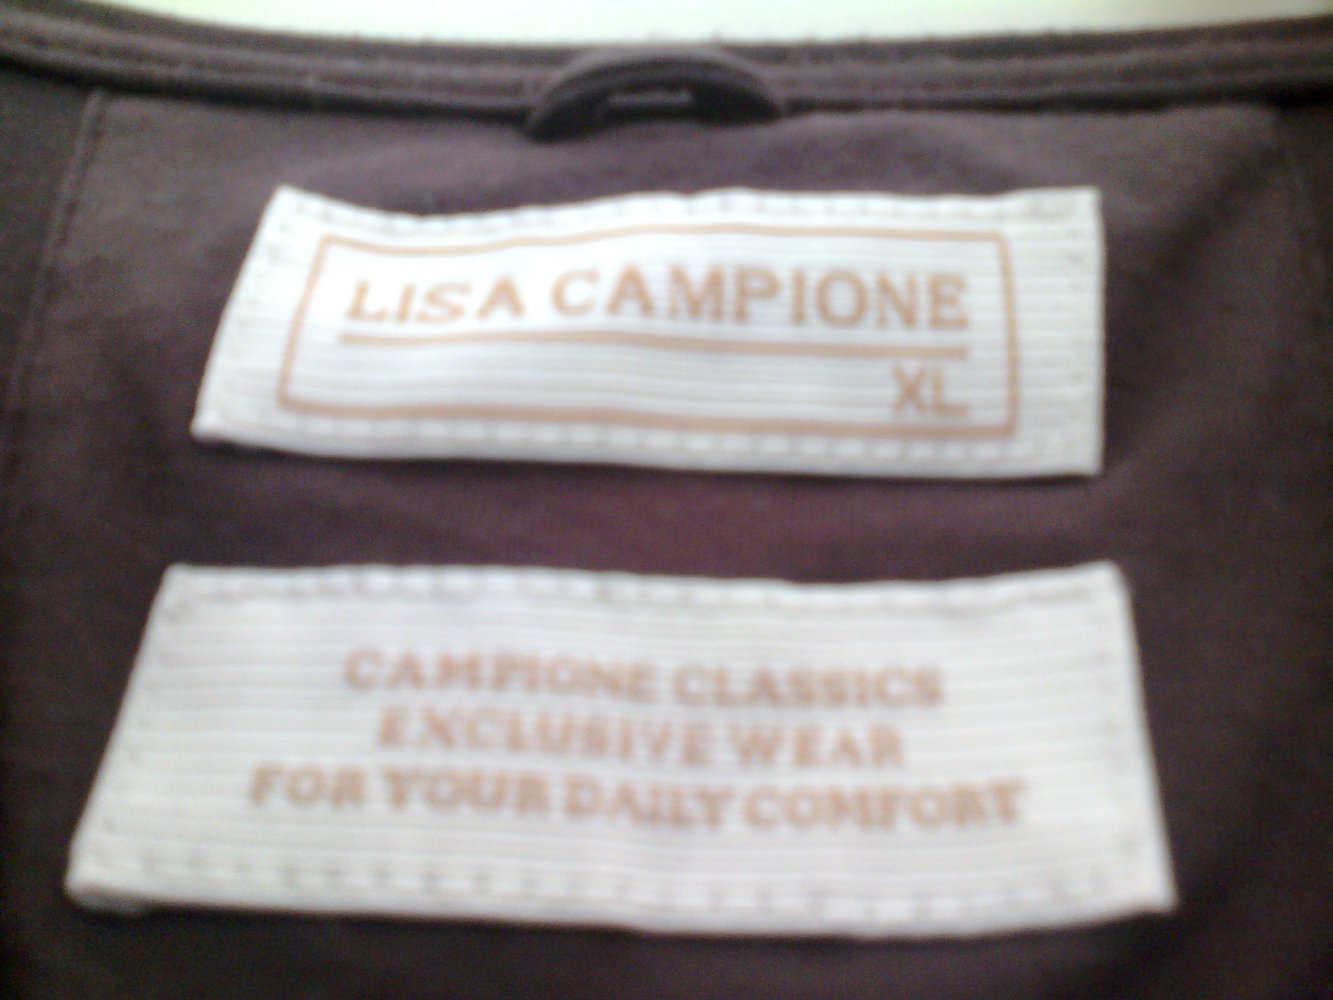 LISA CAMPIONE
XL
CAMPIONE CLASSICS
EXCLUSIVE WEAR
FOR YOUR DAILY COMFORT